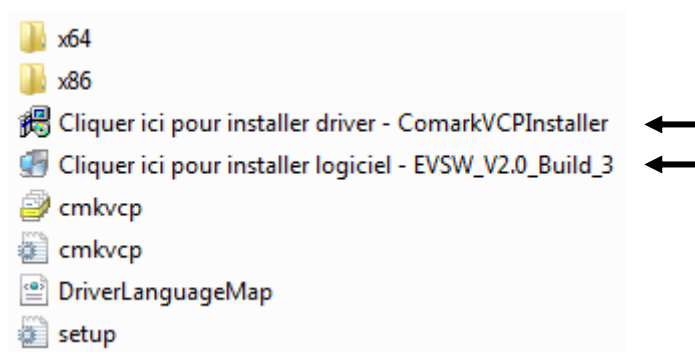 x64
x86
Cliquer ici pour installer driver - ComarkVCPInstaller
Cliquer ici pour installer logiciel - EVSW_V2.0_Build_3
cmkvcp
cmkvcp
DriverLanguageMap
setup